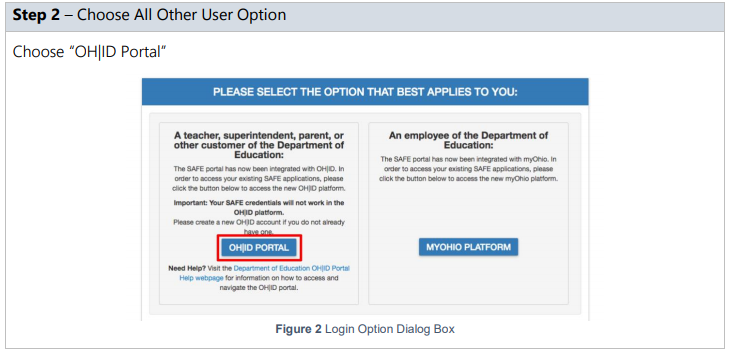 Step 2 – Choose All Other User Option
Choose “OH|ID Portal”
PLEASE SELECT THE OPTION THAT BEST APPLIES TO YOU:
A teacher, superintendent, parent, or
other customer of the Department of
Education:
The SAFE portal has now been integrated with OH|ID. In
order to access your existing SAFE applications, please
click the button below to access the new OH|ID platform.
Important: Your SAFE credentials will not work in the
OH|ID platform.
Please create a new OH|ID account if you do not already
have one.
OH|ID PORTAL
Need Help? Visit the Department of Education OH|ID Portal
Help webpage for information on how to access and
navigate the OH|ID portal.
An employee of the Department of
Education:
The SAFE portal has now been integrated with myOhio. In
order to access your existing SAFE applications, please
click the button below to access the new myOhio platform.
MYOHIO PLATFORM
Figure 2 Login Option Dialog Box